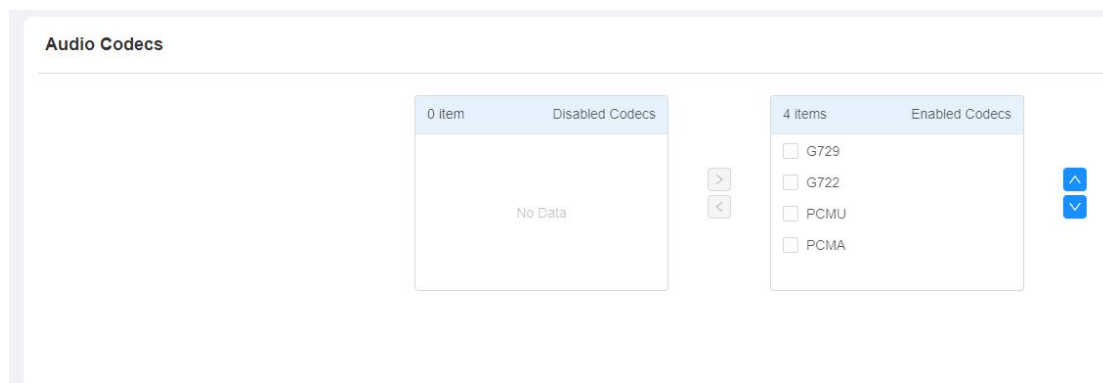 Audio Codecs
0 item Disabled Codecs
No Data
4 items Enabled Codecs
G729
G722
PCMU
PCMA